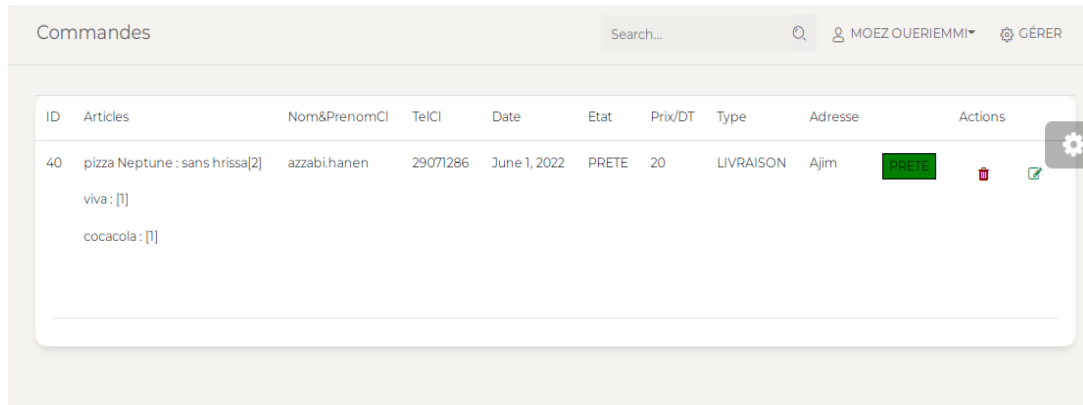 Commandes Search... MOEZ OUERIEMMI GÉRER
ID Articles Nom&PrenomCl TelCl Date Etat Prix/DT Type Adresse Actions
40 pizza Neptune : sans hrissa[2] azzabi.hanen 29071286 June 1, 2022 PRETE 20 LIVRAISON Ajim PRETE
viva : [1]
cocacola : [1]